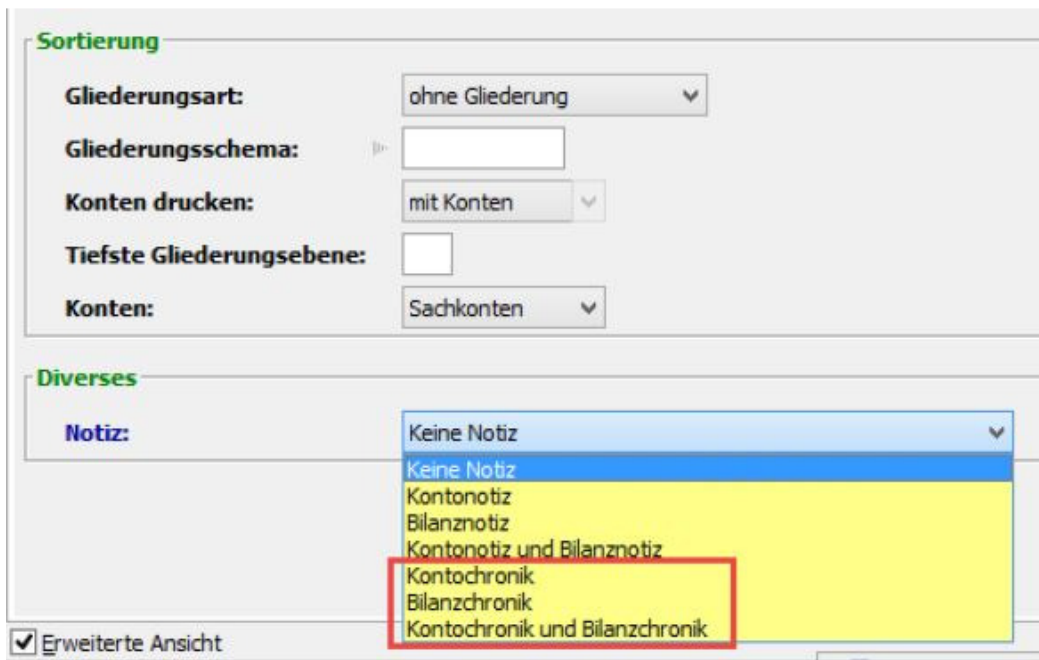 Sortierung
Gliederungsart: ohne Gliederung
Gliederungsschema:
Konten drucken: mit Konten
Tiefste Gliederungsebene:
Konten: Sachkonten
Diverses
Notiz: Keine Notiz
Keine Notiz
Kontonotiz
Bilanznotiz
Kontonotiz und Bilanznotiz
Kontochronik
Bilanzchronik
Kontochronik und Bilanzchronik
Erweiterte Ansicht